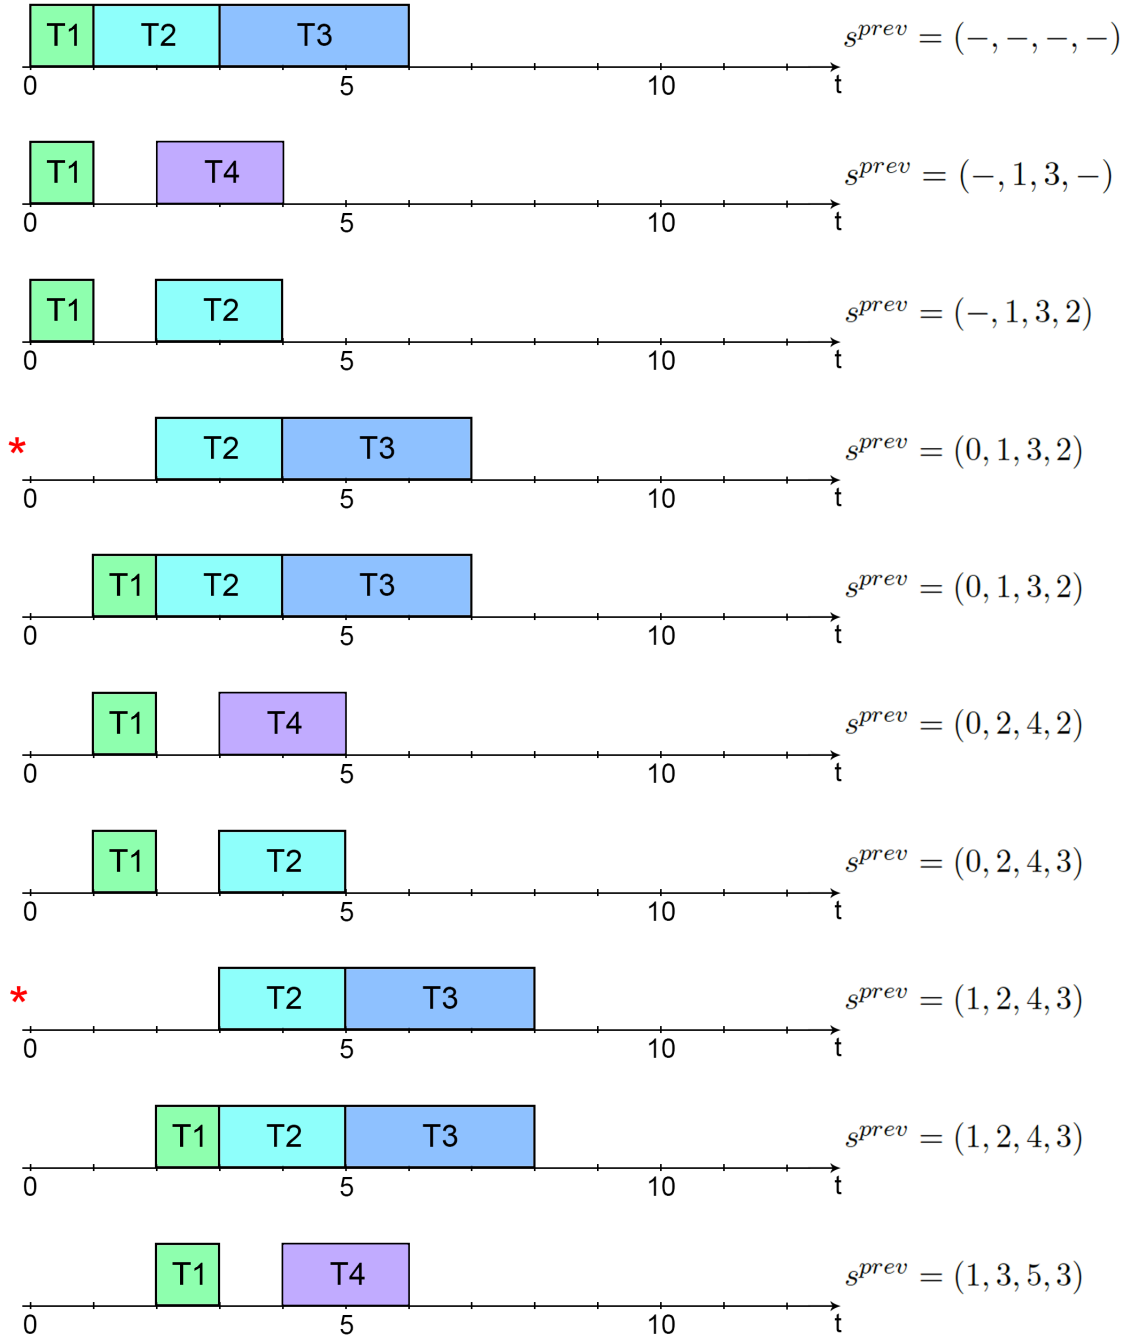 T1 T2 T3 s^{prev} = (−, −, −, −)
0 5 10 t
T1 T4 s^{prev} = (−, 1, 3, −)
0 5 10 t
T1 T2 s^{prev} = (−, 1, 3, 2)
0 5 10 t
* T2 T3 s^{prev} = (0, 1, 3, 2)
0 5 10 t
T1 T2 T3 s^{prev} = (0, 1, 3, 2)
0 5 10 t
T1 T4 s^{prev} = (0, 2, 4, 2)
0 5 10 t
T1 T2 s^{prev} = (0, 2, 4, 3)
0 5 10 t
* T2 T3 s^{prev} = (1, 2, 4, 3)
0 5 10 t
T1 T2 T3 s^{prev} = (1, 2, 4, 3)
0 5 10 t
T1 T4 s^{prev} = (1, 3, 5, 3)
0 5 10 t